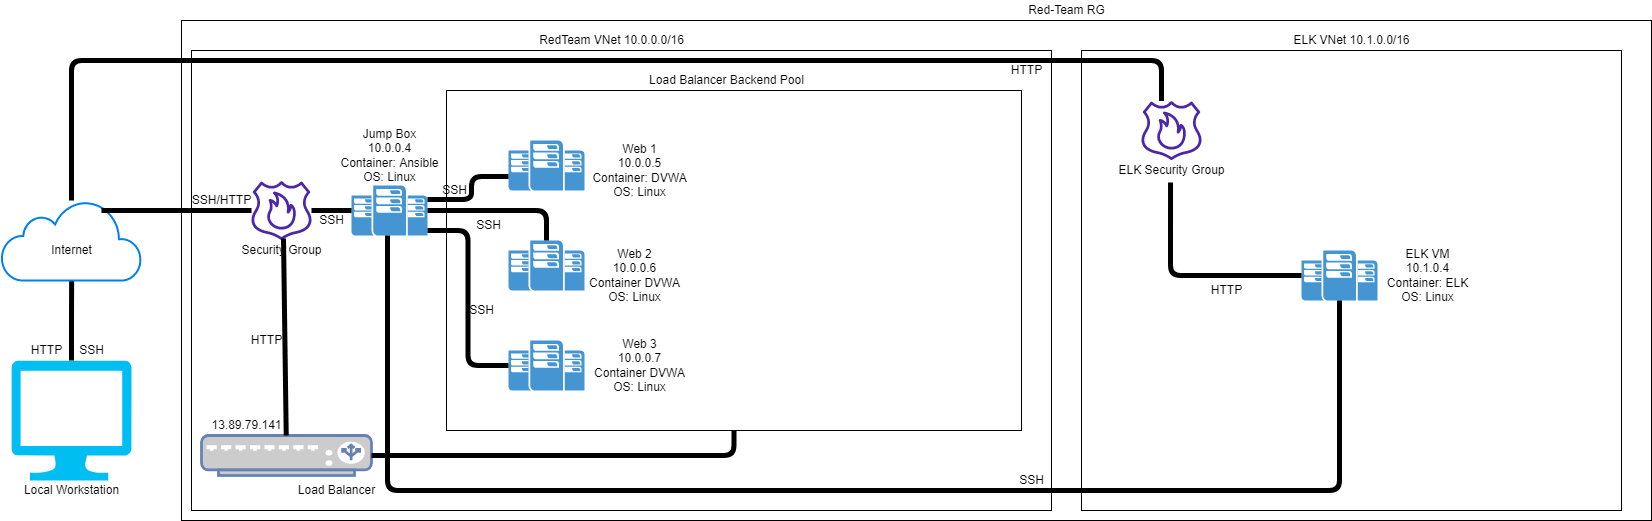 Red-Team RG
RedTeam VNet 10.0.0.0/16
ELK VNet 10.1.0.0/16
HTTP
Load Balancer Backend Pool
Jump Box
10.0.0.4
Container: Ansible
OS: Linux
Web 1
10.0.0.5
Container: DVWA
OS: Linux
ELK Security Group
SSH/HTTP
SSH
SSH
SSH
Internet
Security Group
Web 2
10.0.0.6
Container DVWA
OS: Linux
ELK VM
10.1.0.4
Container: ELK
OS: Linux
HTTP
SSH
HTTP
HTTP
SSH
Web 3
10.0.0.7
Container DVWA
OS: Linux
13.89.79.141
Local Workstation
Load Balancer
SSH